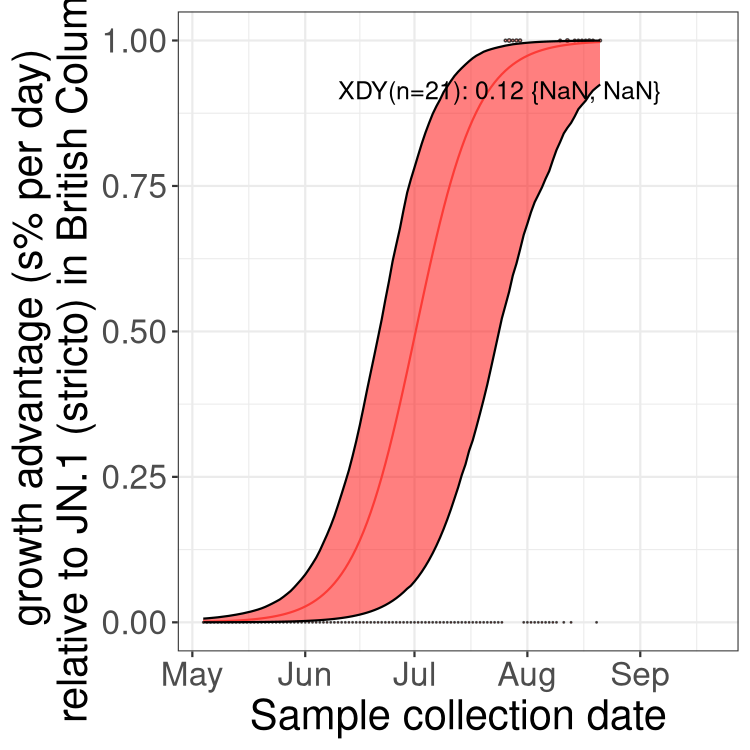 growth advantage (s% per day)
relative to JN.1 (stricto) in British Colum
1.00
0.75
0.50
0.25
0.00
XDY(n=21): 0.12 {NaN, NaN}
May Jun Jul Aug Sep
Sample collection date